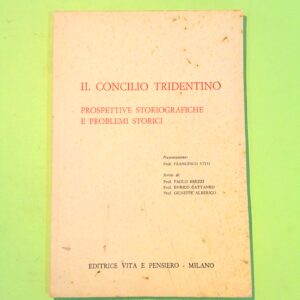 IL CONCILIO TRIDENTINO
PROSPETTIVE STORIOGRAFICHE
E PROBLEMI STORICI
Presentazione:
Prof. FRANCESCO VITO
Scritti di:
Prof. PAOLO BREZZI
Prof. ENRICO CATTANEO
Prof. GIUSEPPE ALBERIGO
EDITRICE VITA E PENSIERO - MILANO